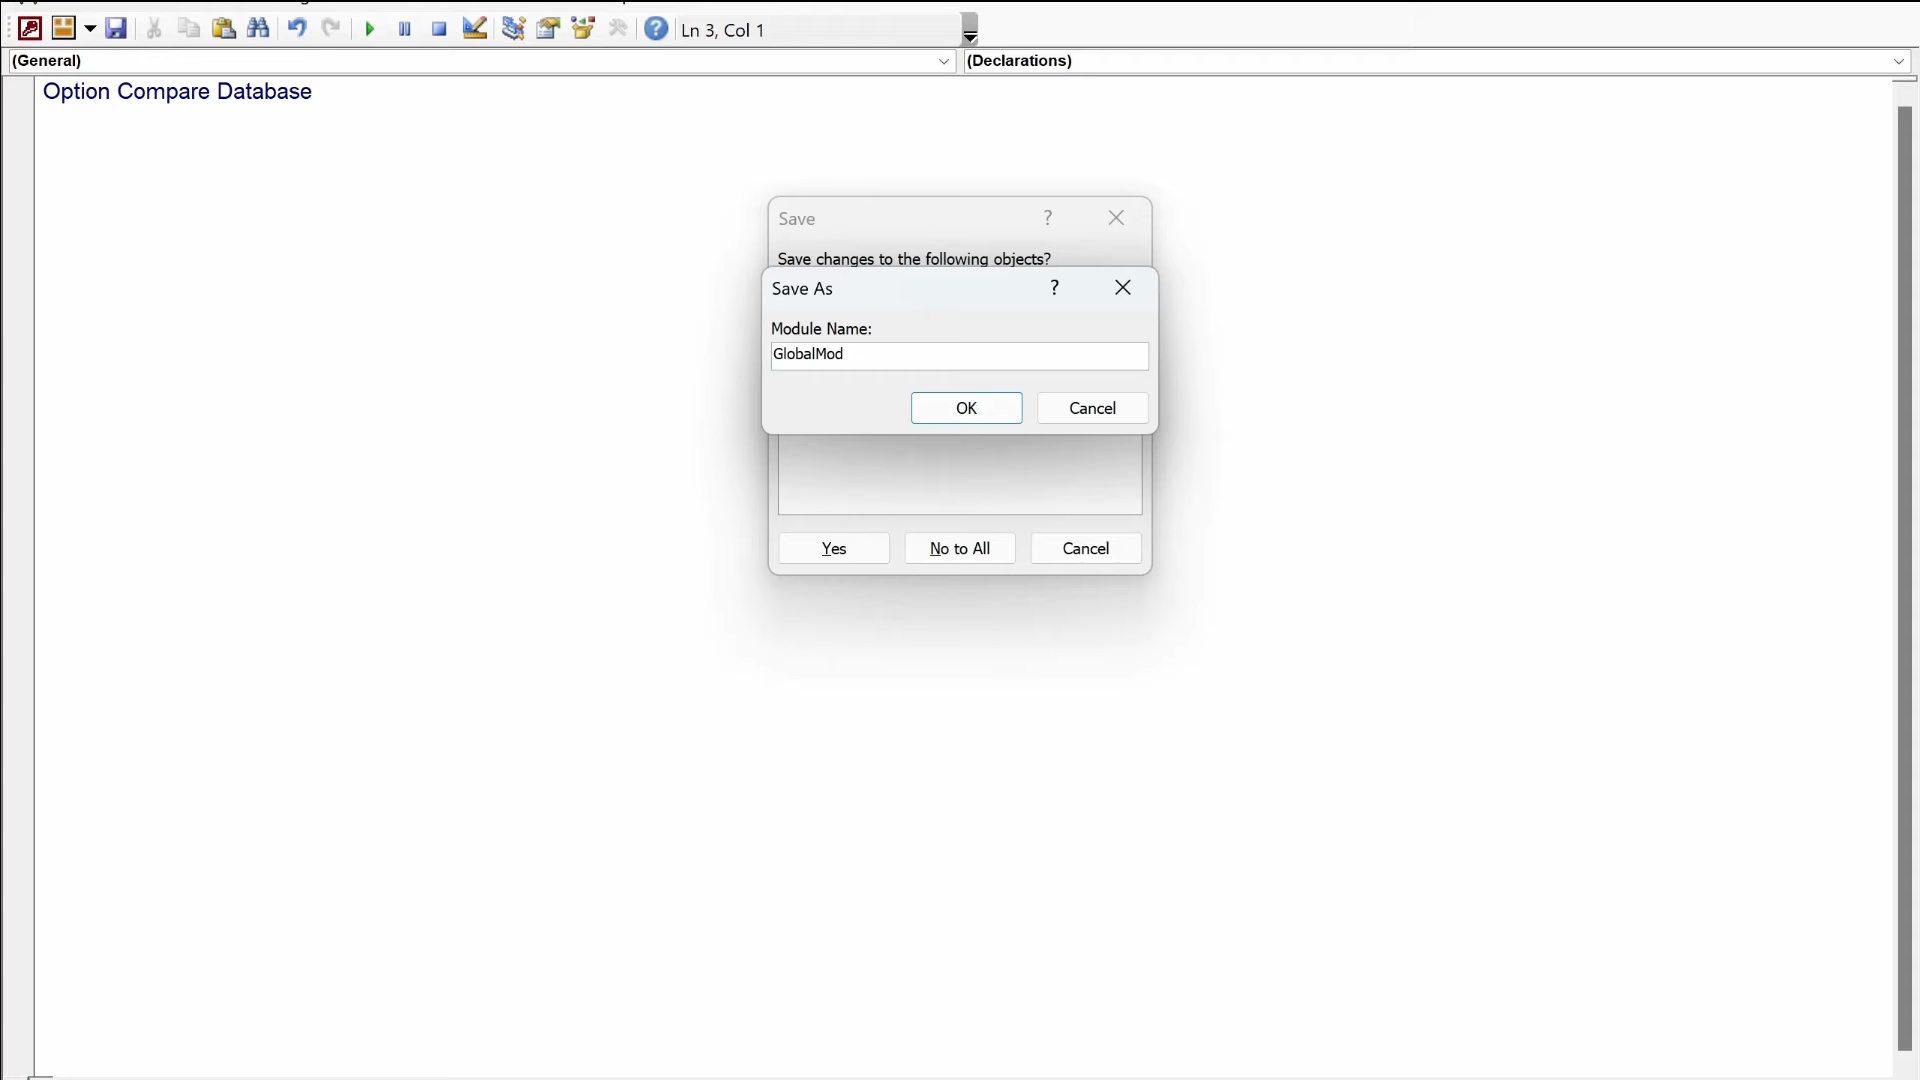 Ln 3, Col 1
(General)
(Declarations)
Option Compare Database
Save
?
Save changes to the following objects?
Save As
?
Module Name:
GlobalMod
OK
Cancel
Yes
No to All
Cancel